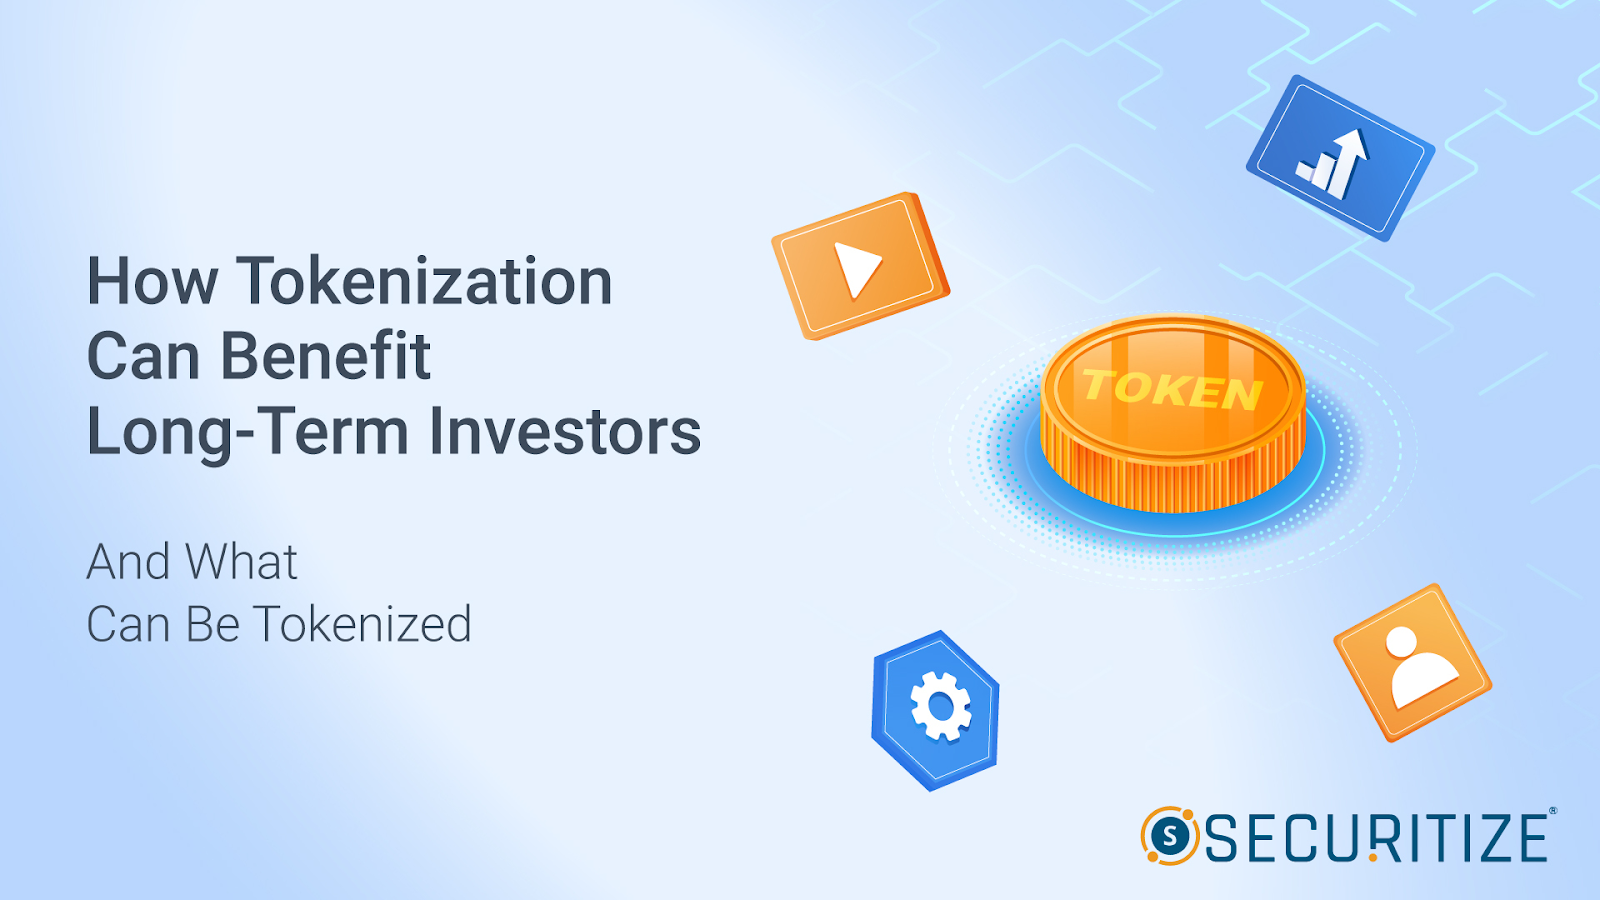 How Tokenization
Can Benefit
Long-Term Investors
And What
Can Be Tokenized
TOKEN
S SECURITIZE®